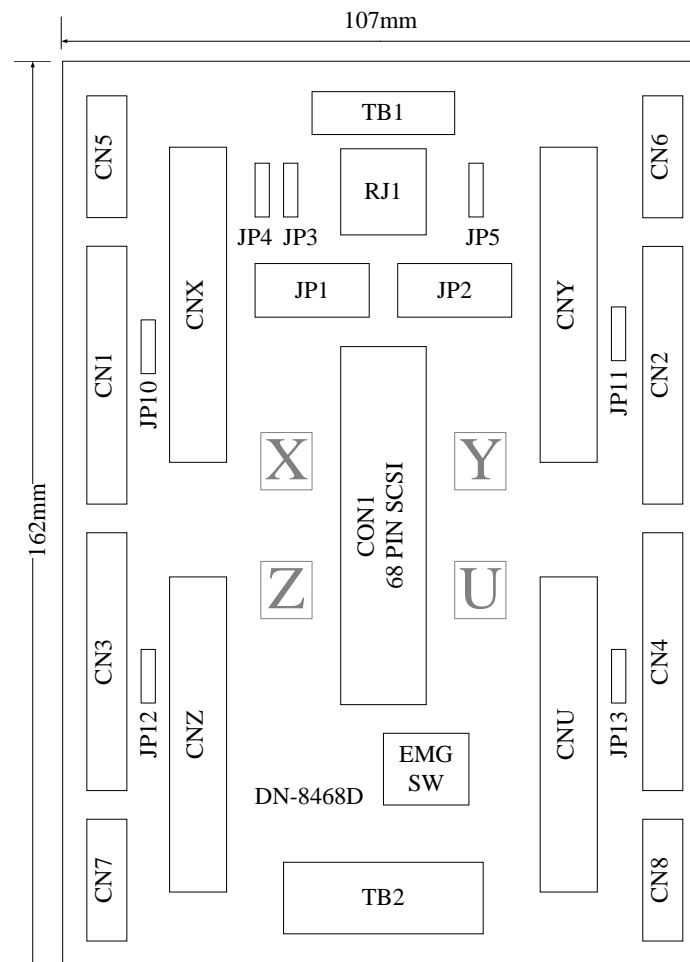 107mm
162mm
TB1
CN5
CN6
RJ1
JP4
JP3
JP5
JP1
JP2
CNX
CNY
CN1
CN2
JP10
JP11
X
Y
CON1
68 PIN SCSI
Z
U
CN3
CN4
CNZ
CNU
JP12
JP13
EMG
SW
DN-8468D
CN7
CN8
TB2